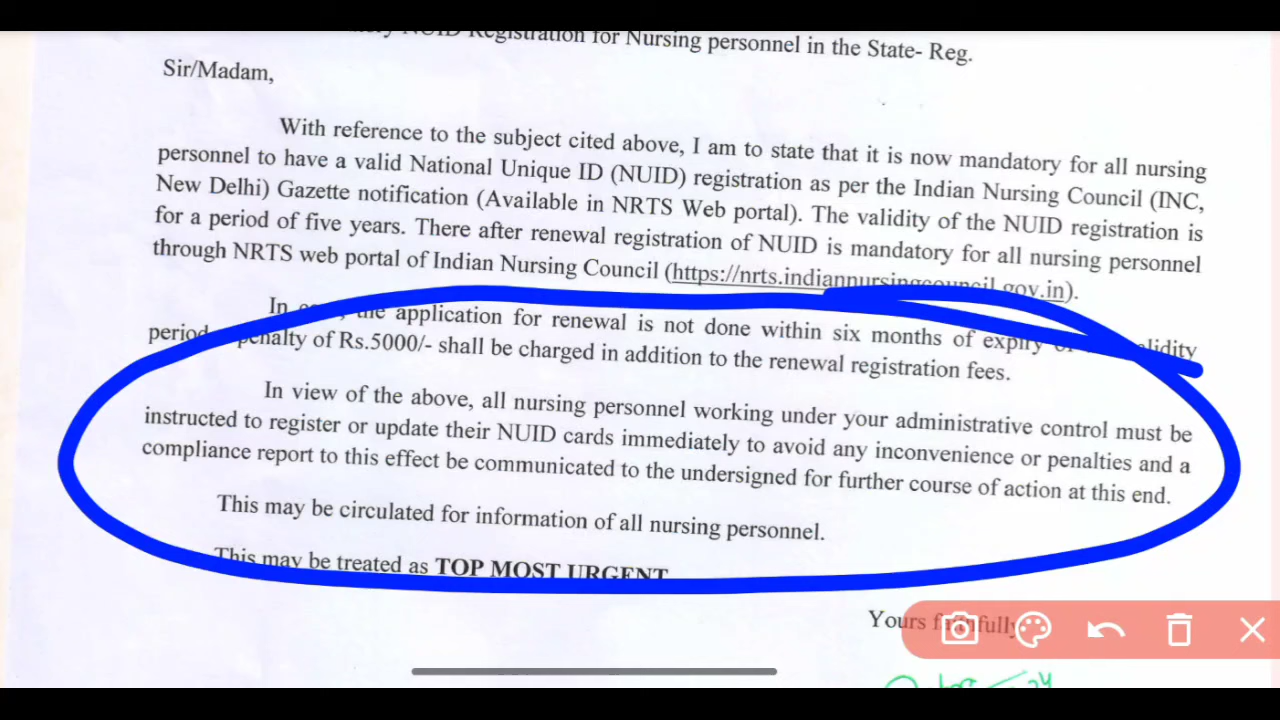 NUID Registration for Nursing personnel in the State- Reg.
Sir/Madam,
With reference to the subject cited above, I am to state that it is now mandatory for all nursing
personnel to have a valid National Unique ID (NUID) registration as per the Indian Nursing Council (INC,
New Delhi) Gazette notification (Available in NRTS Web portal). The validity of the NUID registration is
for a period of five years. There after renewal registration of NUID is mandatory for all nursing personnel
through NRTS web portal of Indian Nursing Council (https://nrts.indiannursingcouncil.gov.in).
In the application for renewal is not done within six months of expiry validity
period penalty of Rs.5000/- shall be charged in addition to the renewal registration fees.
In view of the above, all nursing personnel working under your administrative control must be
instructed to register or update their NUID cards immediately to avoid any inconvenience or penalties and a
compliance report to this effect be communicated to the undersigned for further course of action at this end.
This may be circulated for information of all nursing personnel.
This may be treated as TOP MOST URGENT
Yours faithfully